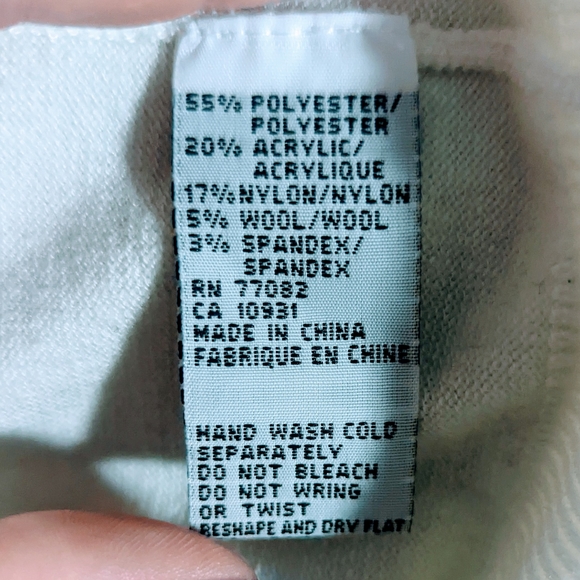 55% POLYESTER/
POLYESTER
20% ACRYLIC/
ACRYLIQUE
17% NYLON/NYLON
5% WOOL/WOOL
3% SPANDEX/
SPANDEX
RN 77082
CA 10931
MADE IN CHINA
FABRIQUE EN CHINE
HAND WASH COLD
SEPARATELY
DO NOT BLEACH
DO NOT WRING
OR TWIST
RESHAPE AND DRY FLAT